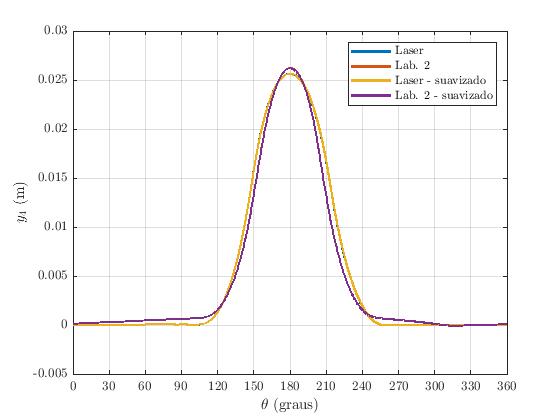 0.03
0.025
0.02
0.015
0.01
0.005
0
-0.005
y4 (m)
Laser
Lab. 2
Laser - suavizado
Lab. 2 - suavizado
0 30 60 90 120 150 180 210 240 270 300 330 360
θ (graus)